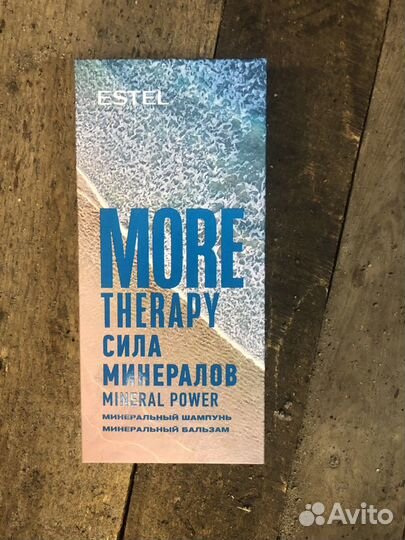 ESTEL
MORE
THERAPY
СИЛА
МИНЕРАЛОВ
MINERAL POWER
МИНЕРАЛЬНЫЙ ШАМПУНЬ
МИНЕРАЛЬНЫЙ БАЛЬЗАМ
Avito